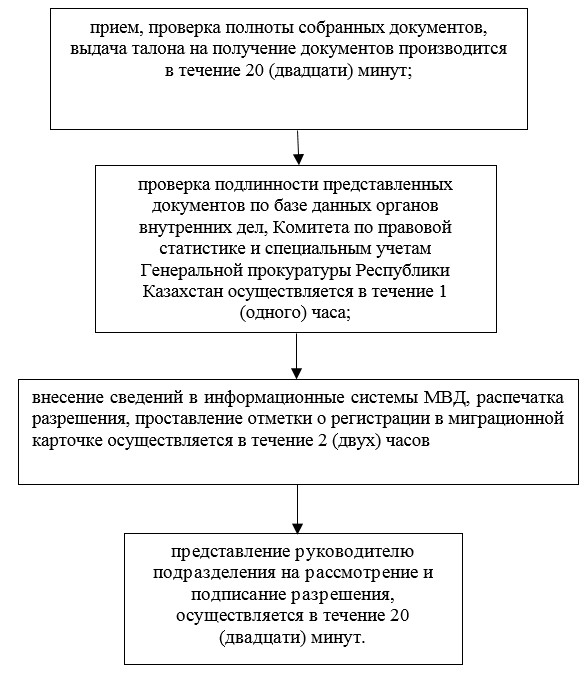 прием, проверка полноты собранных документов,
выдача талона на получение документов производится
в течение 20 (двадцати) минут;
проверка подлинности представленных
документов по базе данных органов
внутренних дел, Комитета по правовой
статистике и специальным учетам
Генеральной прокуратуры Республики
Казахстан осуществляется в течение 1
(одного) часа;
внесение сведений в информационные системы МВД, распечатка
разрешения, проставление отметки о регистрации в миграционной
карточке осуществляется в течение 2 (двух) часов
представление руководителю
подразделения на рассмотрение и
подписание разрешения,
осуществляется в течение 20
(двадцати) минут.